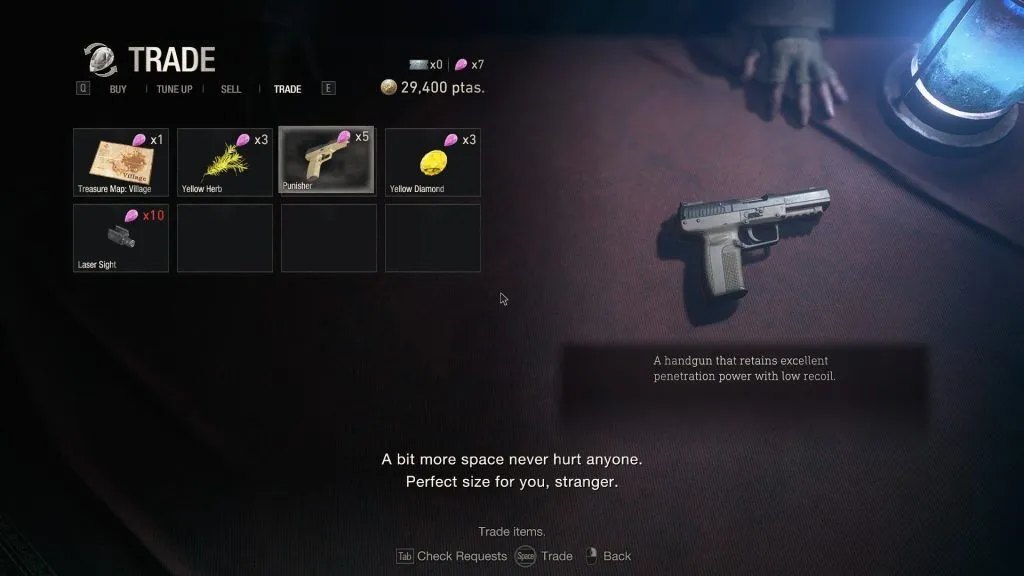 TRADE
x0 x7
Q BUY TUNE UP SELL TRADE E
29,400 ptas.
x1 x3 x5 x3
Village
Treasure Map: Village Yellow Herb Punisher Yellow Diamond
x10
Laser Sight
A handgun that retains excellent
penetration power with low recoil.
A bit more space never hurt anyone.
Perfect size for you, stranger.
Trade items.
Tab Check Requests Space Trade Back